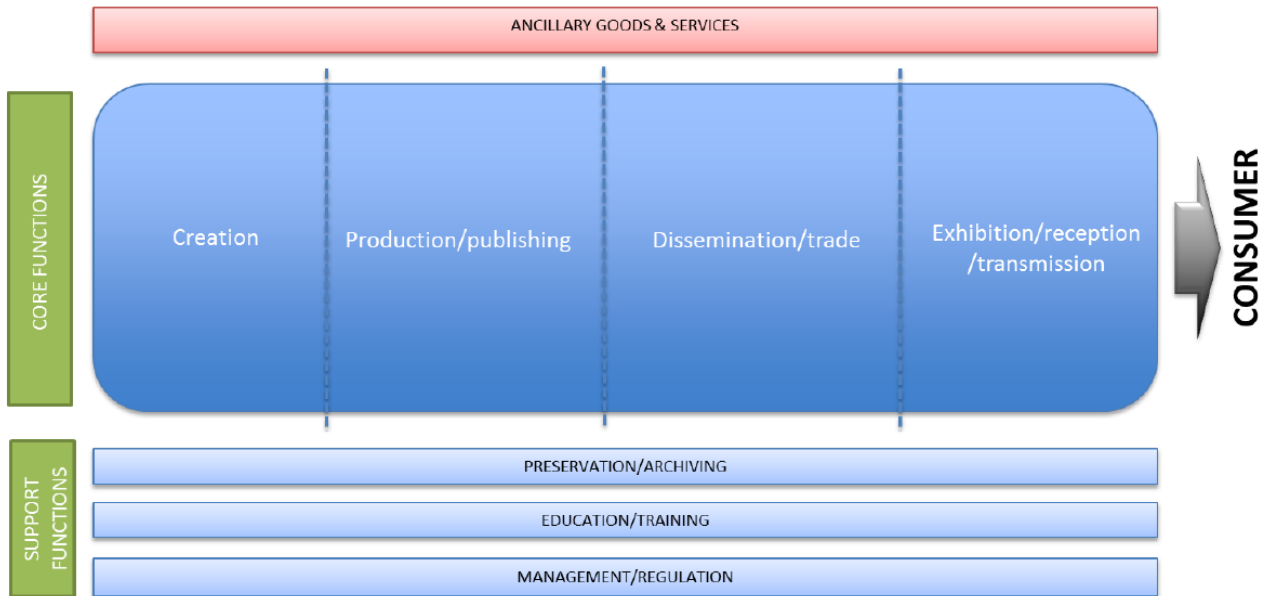 ANCILLARY GOODS & SERVICES
CORE FUNCTIONS
Creation
Production/publishing
Dissemination/trade
Exhibition/reception
/transmission
CONSUMER
SUPPORT
FUNCTIONS
PRESERVATION/ARCHIVING
EDUCATION/TRAINING
MANAGEMENT/REGULATION